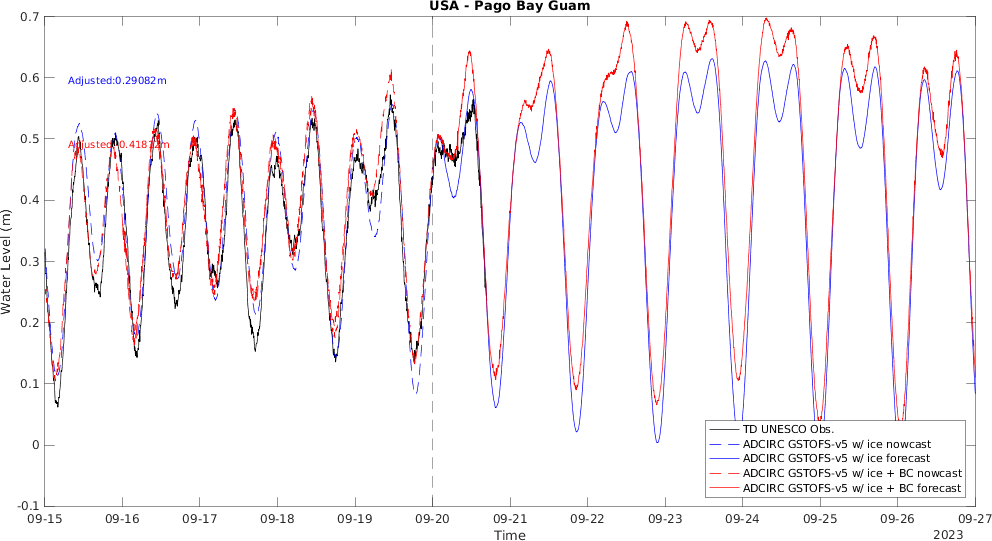 USA - Pago Bay Guam
0.7
0.6
0.5
0.4
0.3
0.2
0.1
0
-0.1
Water Level (m)
Adjusted:0.29082m
09-15
09-16
09-17
09-18
09-19
09-20
09-21
09-22
09-23
09-24
09-25
09-26
09-27
Time
2023
TD UNESCO Obs.
ADCIRC GSTOFS-v5 w/ ice nowcast
ADCIRC GSTOFS-v5 w/ ice forecast
ADCIRC GSTOFS-v5 w/ ice + BC nowcast
ADCIRC GSTOFS-v5 w/ ice + BC forecast